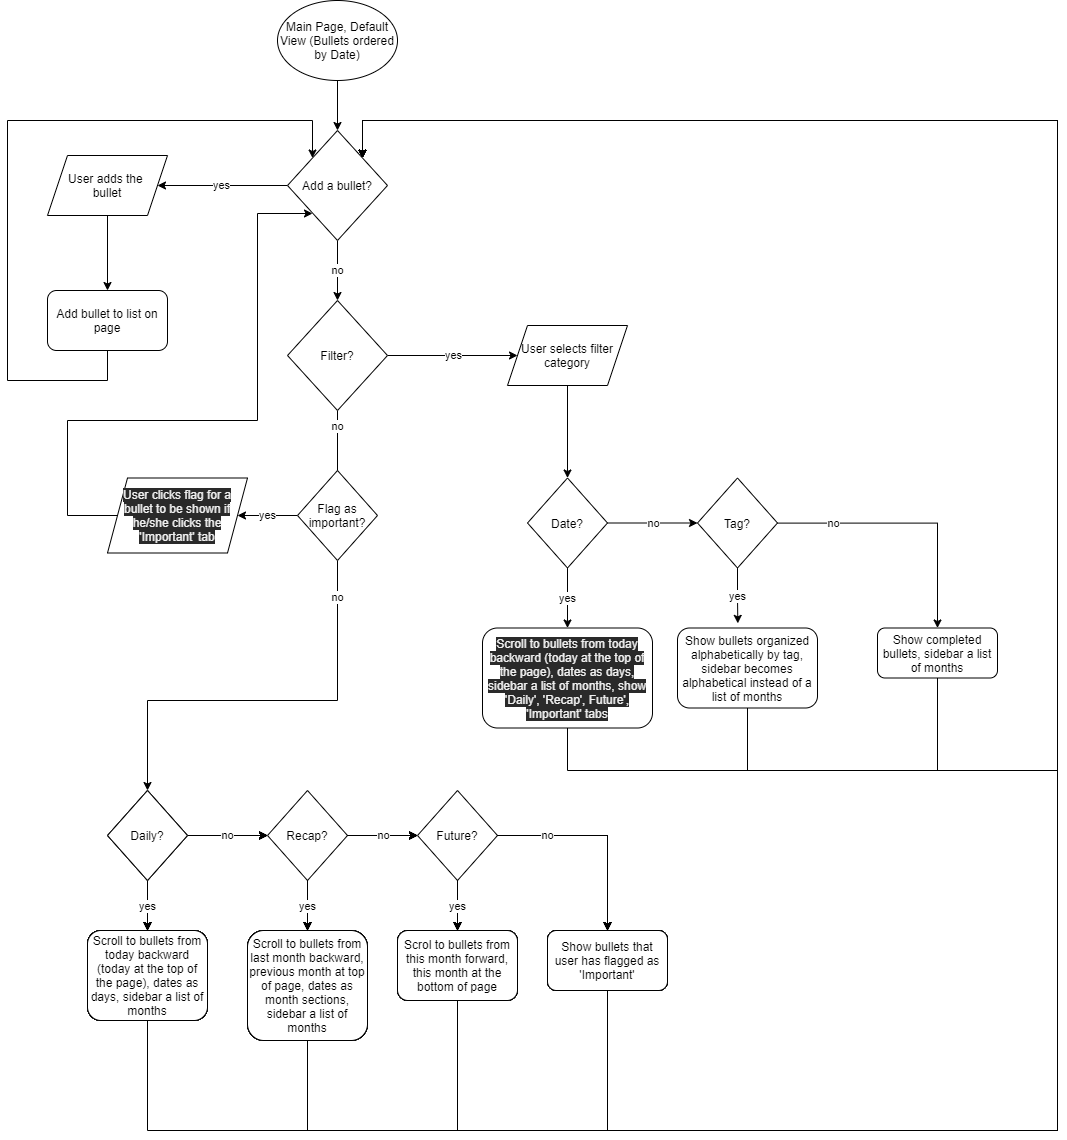 Main Page, Default
View (Bullets ordered
by Date)
Add a bullet?
yes
User adds the
bullet
Add bullet to list on
page
no
Filter?
yes
User selects filter
category
no
Flag as
important?
yes
User clicks flag for a
bullet to be shown if
he/she clicks the
'Important' tab
no
Date?
no
Tag?
no
yes
yes
Scroll to bullets from today
backward (today at the top of
the page), dates as days,
sidebar a list of months, show
'Daily', 'Recap', Future',
'Important' tabs
Show bullets organized
alphabetically by tag,
sidebar becomes
alphabetical instead of a
list of months
Show completed
bullets, sidebar a list
of months
Daily?
no
Recap?
no
Future?
no
yes
yes
yes
Scroll to bullets from
today backward
(today at the top of
the page), dates as
days, sidebar a list of
months
Scroll to bullets from
last month backward,
previous month at top
of page, dates as
month sections,
sidebar a list of
months
Scrol to bullets from
this month forward,
this month at the
bottom of page
Show bullets that
user has flagged as
'Important'